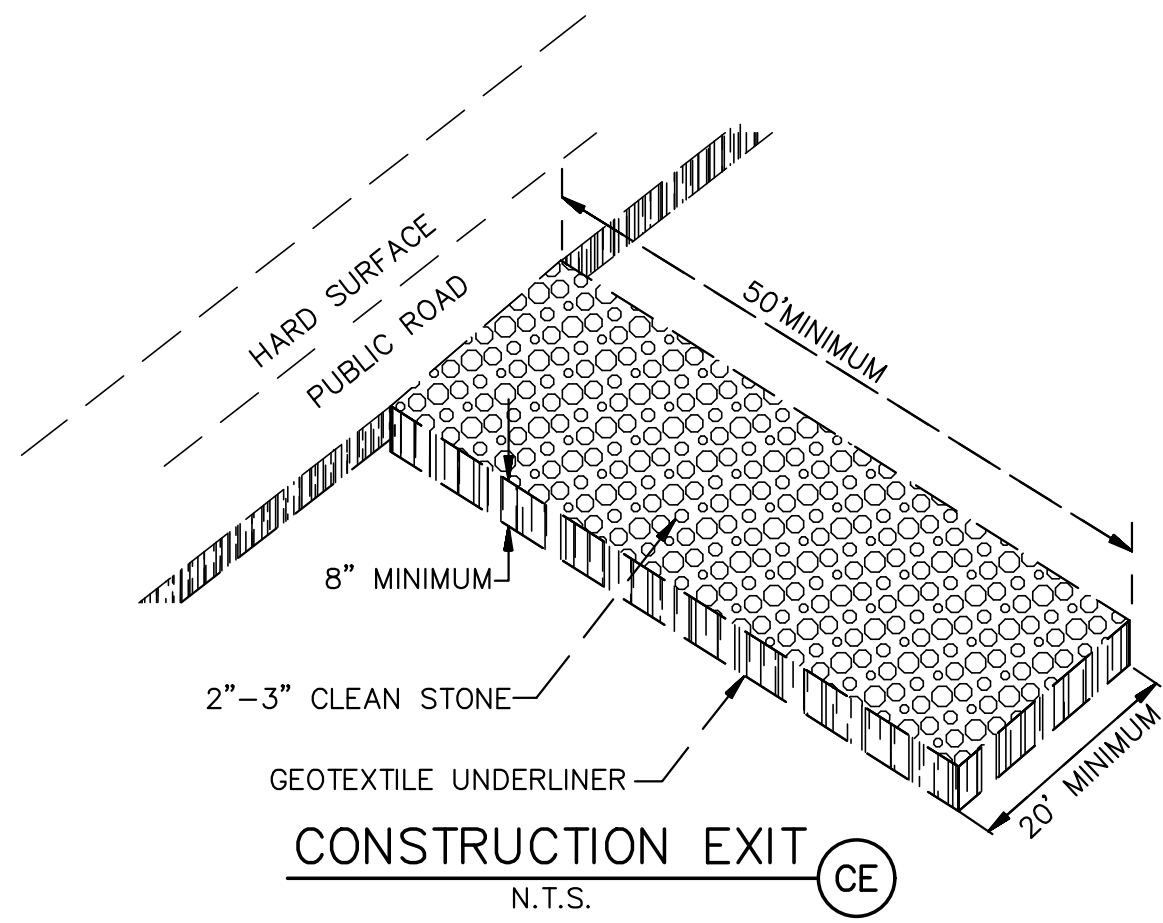 HARD SURFACE
PUBLIC ROAD
50'MINIMUM
8" MINIMUM
2"-3" CLEAN STONE
GEOTEXTILE UNDERLINER
20' MINIMUM
CONSTRUCTION EXIT
CE
N.T.S.